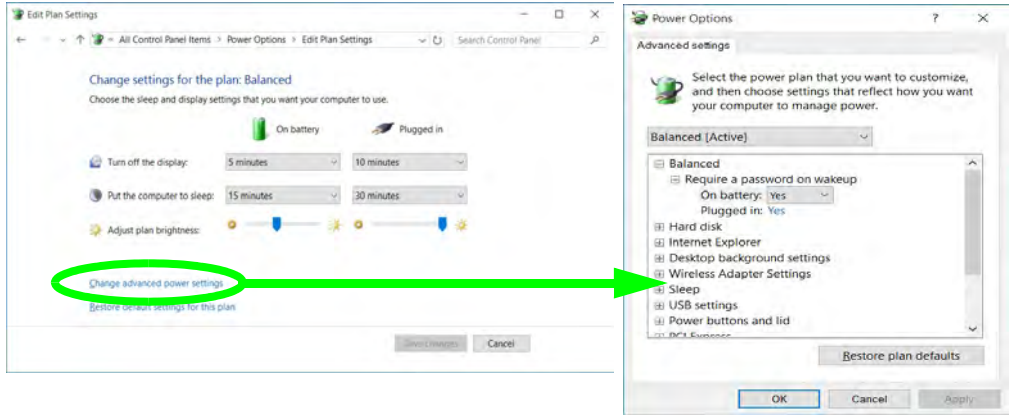 Edit Plan Settings
All Control Panel Items > Power Options > Edit Plan Settings
Search Control Panel
Change settings for the plan: Balanced
Choose the sleep and display settings that you want your computer to use.
On battery
Plugged in
Turn off the display:
5 minutes
10 minutes
Put the computer to sleep:
15 minutes
30 minutes
Adjust plan brightness:
Change advanced power settings
Restore default settings for this plan
Save changes
Cancel
Power Options
?
Advanced settings
Select the power plan that you want to customize,
and then choose settings that reflect how you want
your computer to manage power.
Balanced [Active]
Balanced
Require a password on wakeup
On battery: Yes
Plugged in: Yes
Hard disk
Internet Explorer
Desktop background settings
Wireless Adapter Settings
Sleep
USB settings
Power buttons and lid
PCI Express
Restore plan defaults
OK
Cancel
Apply